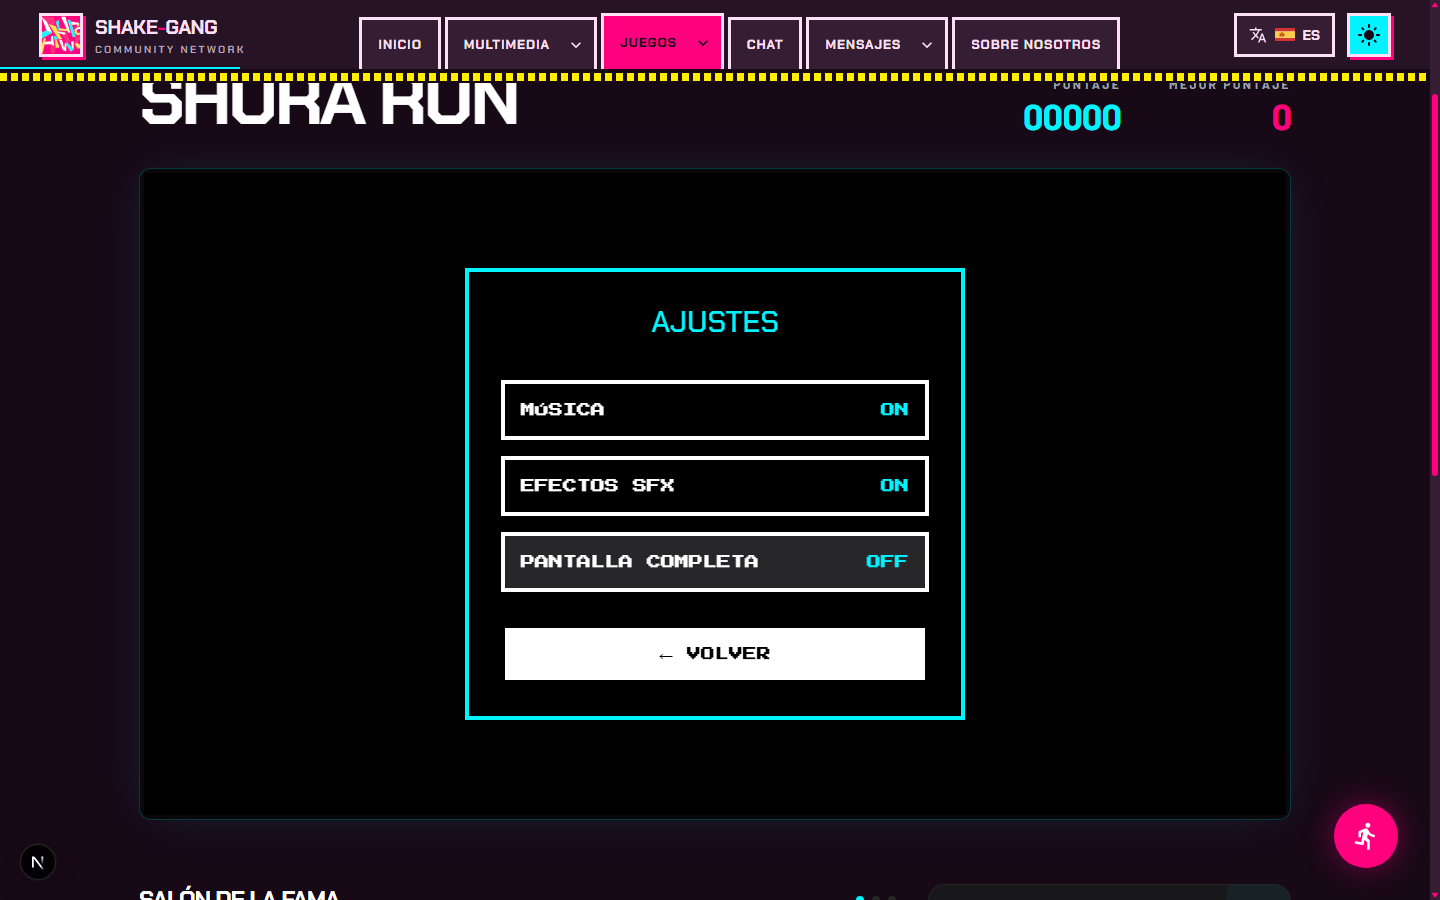 SHAKE-GANG
COMMUNITY NETWORK
INICIO
MULTIMEDIA
JUEGOS
CHAT
MENSAJES
SOBRE NOSOTROS
ES
SHURA RUN
PUNTAJE
MEJOR PUNTAJE
00000
0
AJUSTES
MÚSICA ON
EFECTOS SFX ON
PANTALLA COMPLETA OFF
← VOLVER
N
SALÓN DE LA FAMA